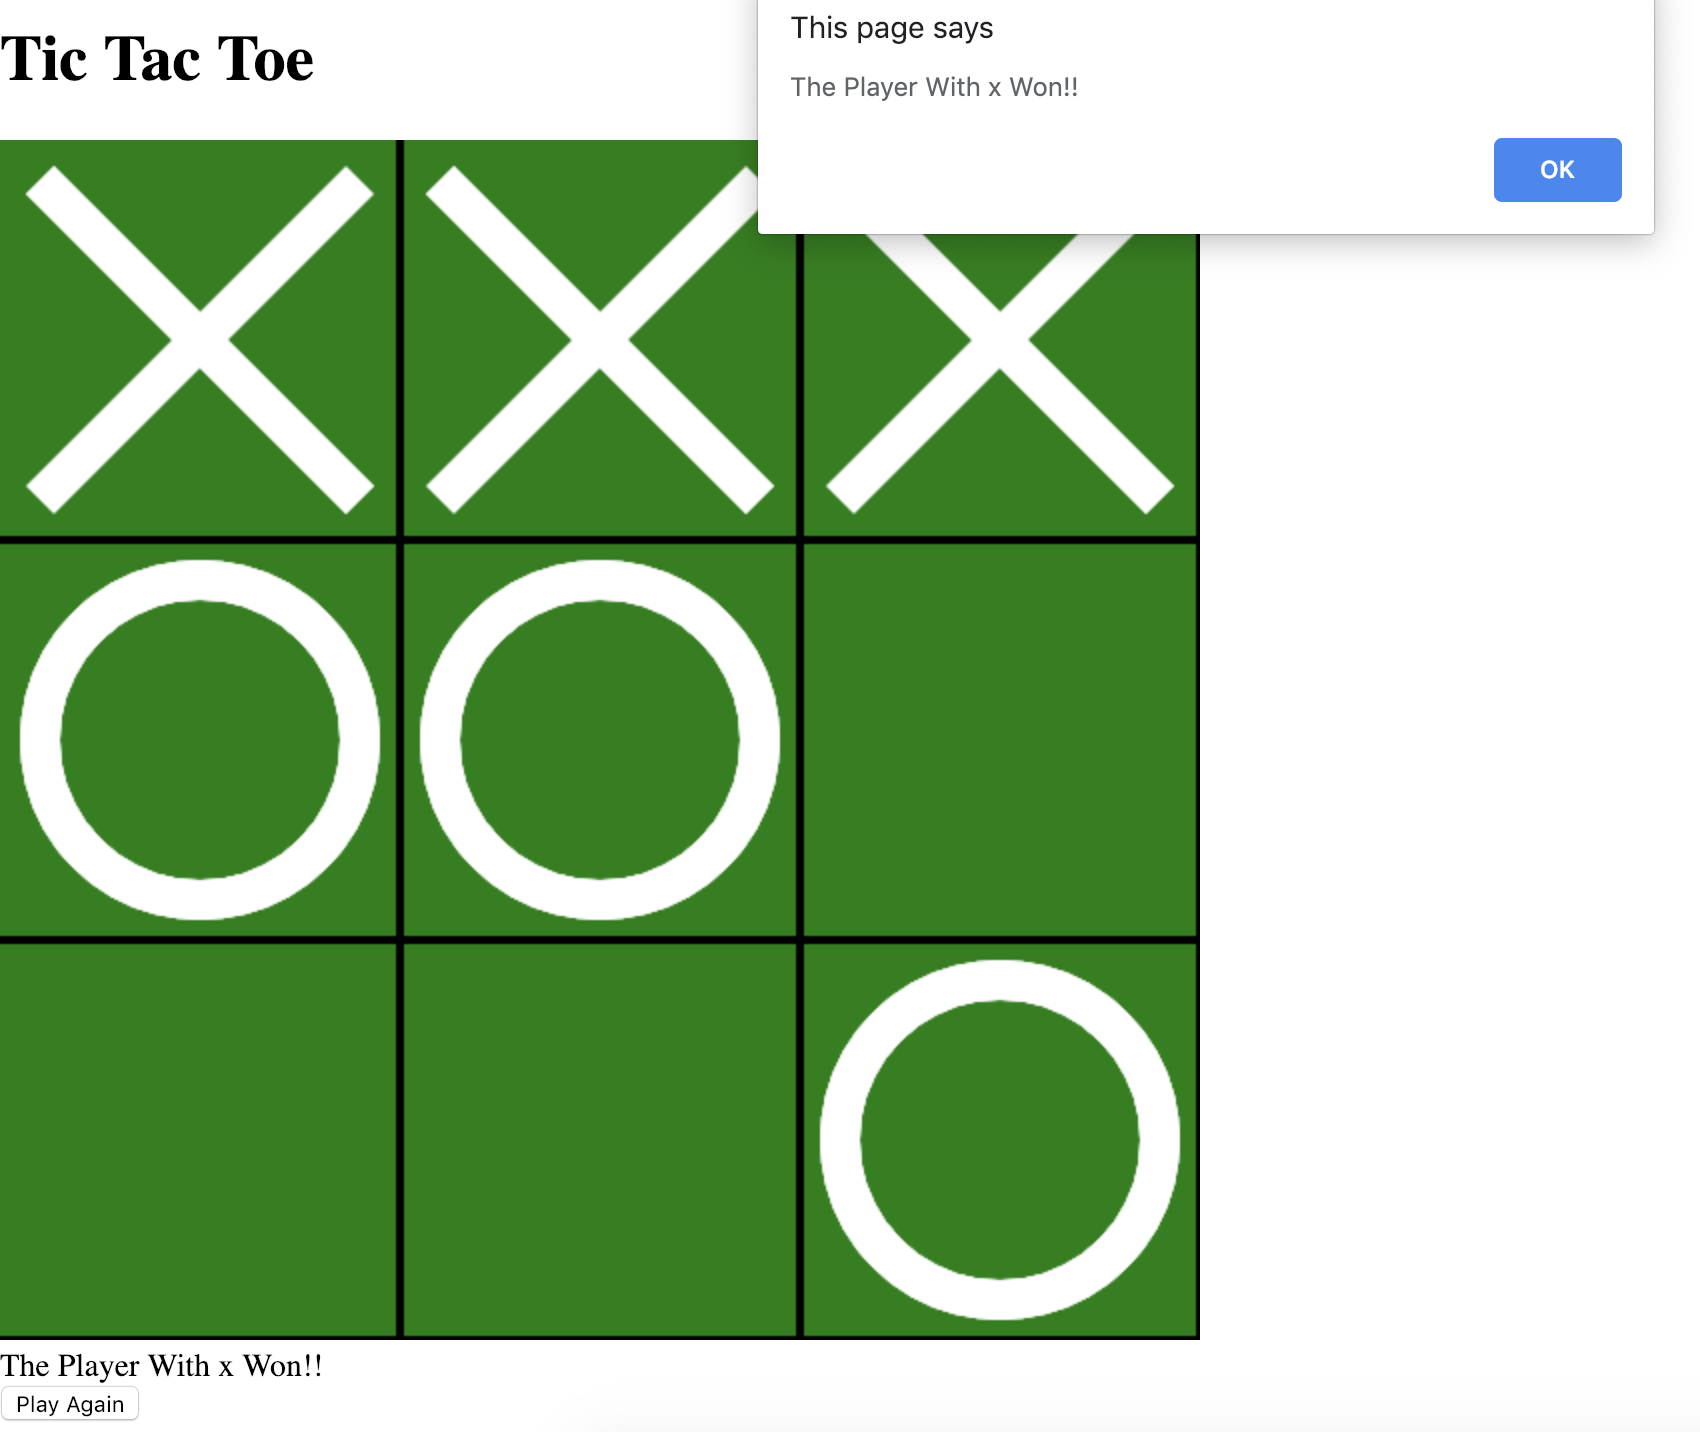 Tic Tac Toe
This page says
The Player With x Won!!
OK
The Player With x Won!!
Play Again